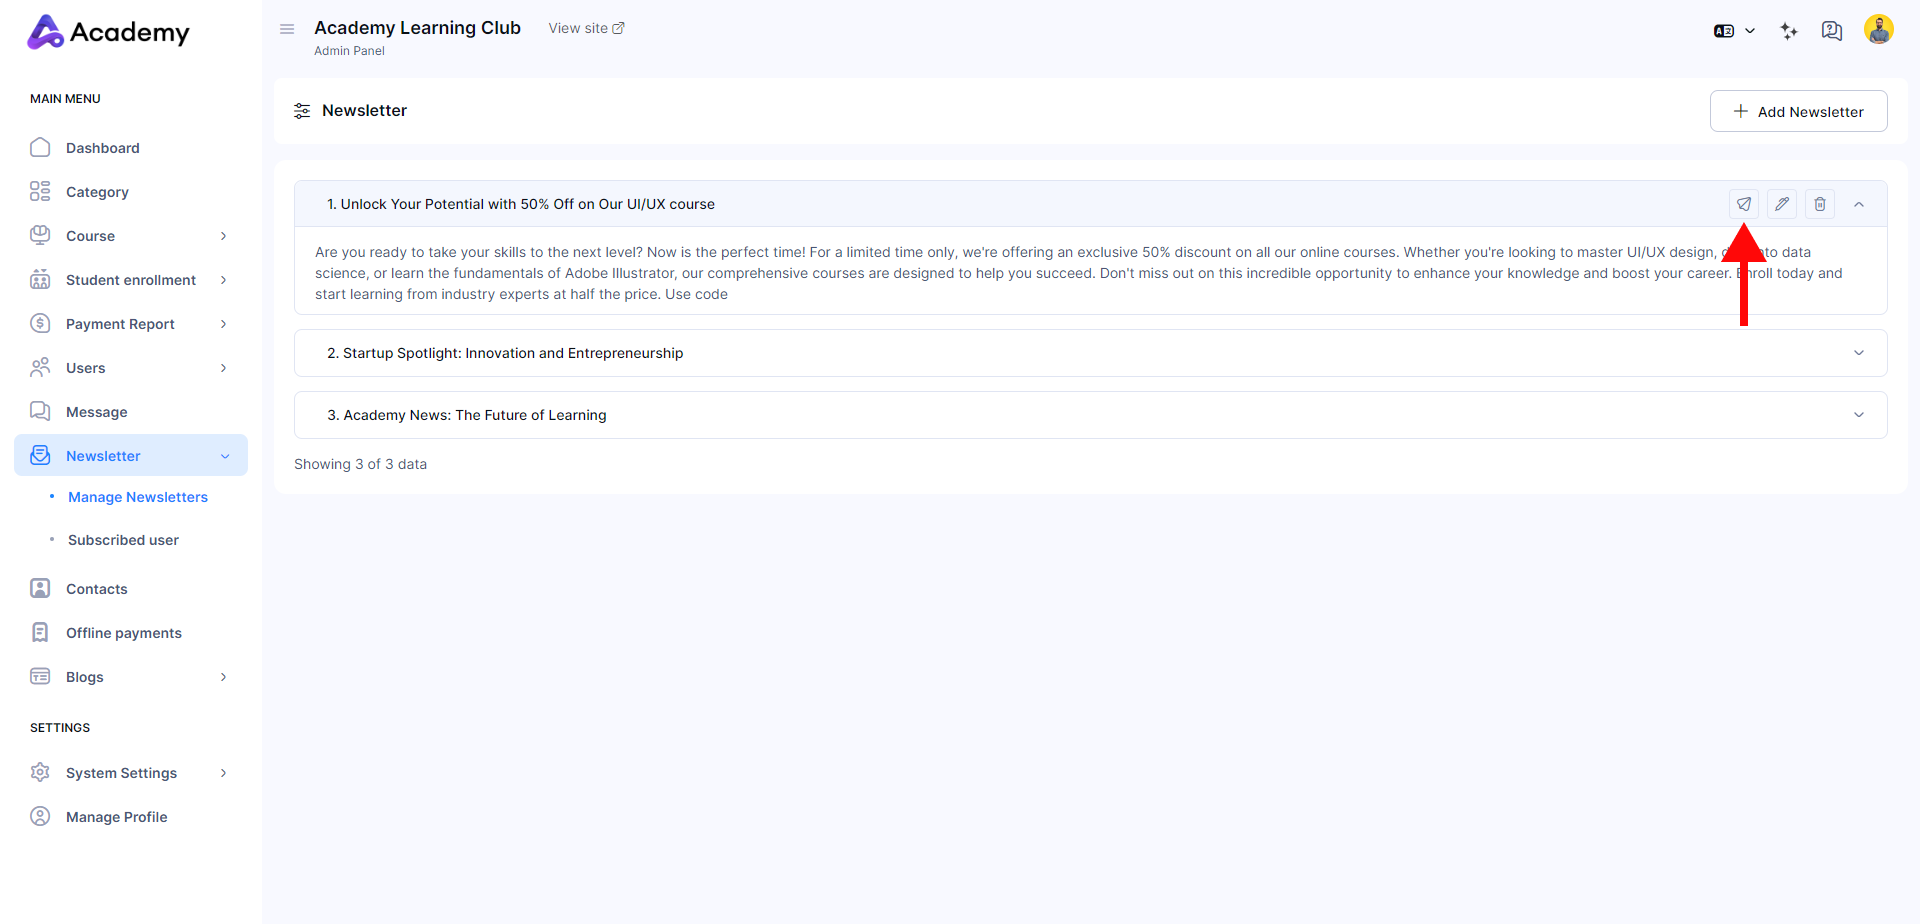 Academy
MAIN MENU
Dashboard
Category
Course
Student enrollment
Payment Report
Users
Message
Newsletter
Manage Newsletters
Subscribed user
Contacts
Offline payments
Blogs
SETTINGS
System Settings
Manage Profile
Academy Learning Club
View site
Admin Panel
Newsletter
Add Newsletter
1. Unlock Your Potential with 50% Off on Our UI/UX course
Are you ready to take your skills to the next level? Now is the perfect time! For a limited time only, we're offering an exclusive 50% discount on all our online courses. Whether you're looking to master UI/UX design, data
science, or learn the fundamentals of Adobe Illustrator, our comprehensive courses are designed to help you succeed. Don't miss out on this incredible opportunity to enhance your knowledge and boost your career. Enroll today and
start learning from industry experts at half the price. Use code
2. Startup Spotlight: Innovation and Entrepreneurship
3. Academy News: The Future of Learning
Showing 3 of 3 data